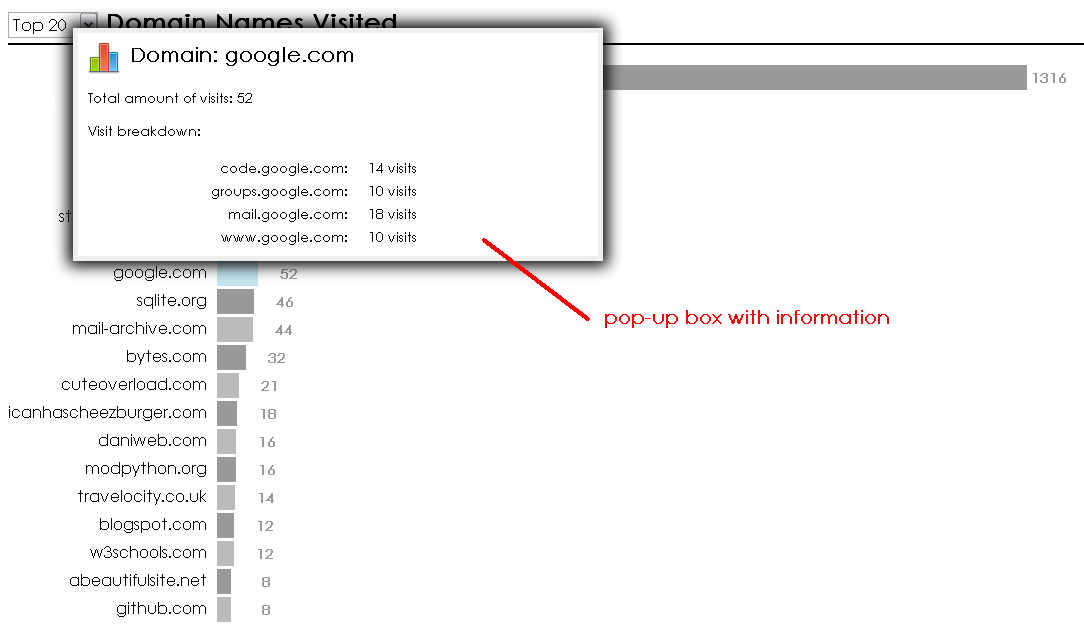 Top 20 Domain Names Visited
Domain: google.com
1316
Total amount of visits: 52
Visit breakdown:
code.google.com: 14 visits
groups.google.com: 10 visits
mail.google.com: 18 visits
st
www.google.com: 10 visits
google.com 52
sqlite.org 46
pop-up box with information
mail-archive.com 44
bytes.com 32
cuteoverload.com 21
icanhascheezburger.com 18
daniweb.com 16
modpython.org 16
travelocity.co.uk 14
blogspot.com 12
w3schools.com 12
abeautifulsite.net 8
github.com 8